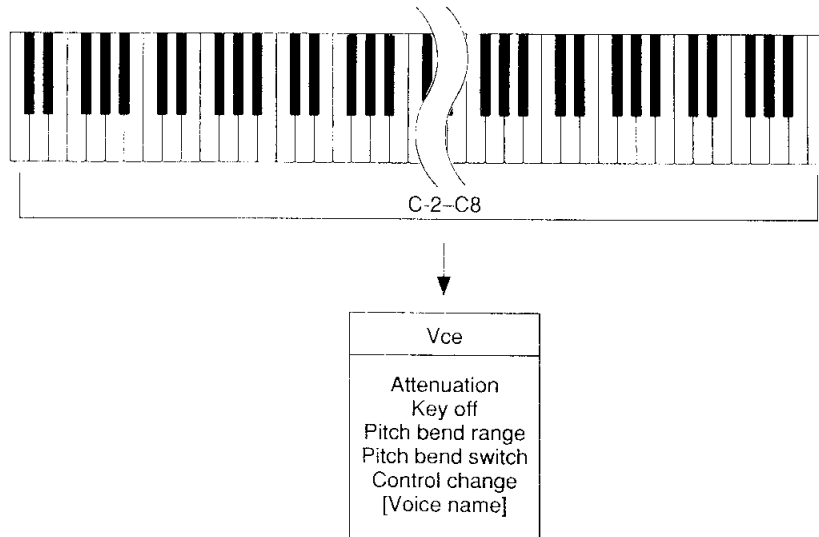 C-2–C8
Vce
Attenuation
Key off
Pitch bend range
Pitch bend switch
Control change
[Voice name]